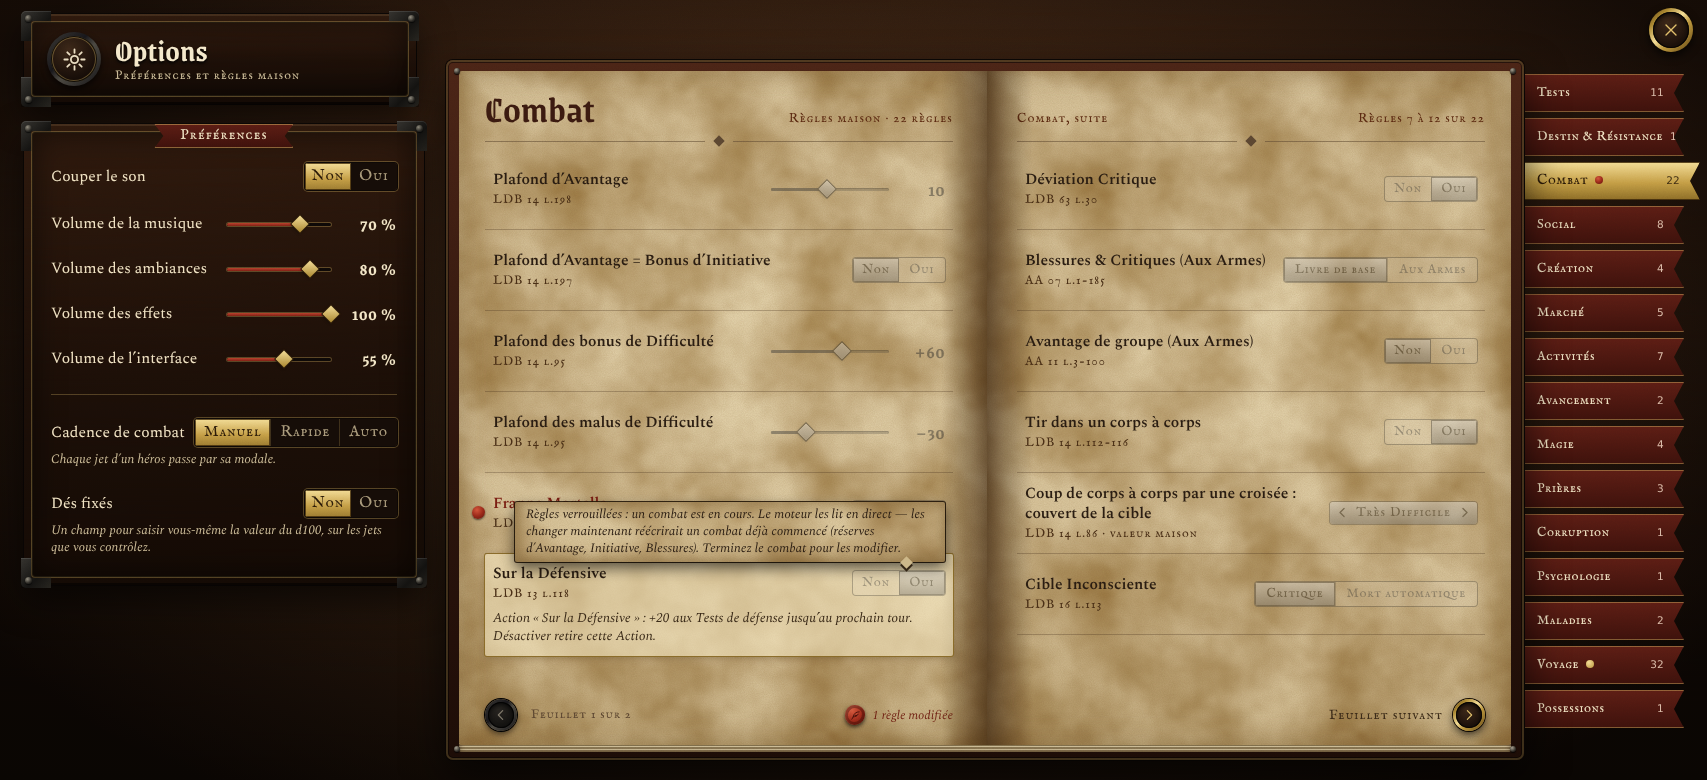 Options
Préférences et règles maison
Préférences
Couper le son
Non Oui
Volume de la musique
70 %
Volume des ambiances
80 %
Volume des effets
100 %
Volume de l'interface
55 %
Cadence de combat
Manuel Rapide Auto
Chaque jet d'un héros passe par sa modale.
Dés fixés
Non Oui
Un champ pour saisir vous-même la valeur du d100, sur les jets
que vous contrôlez.
Combat
Règles maison · 22 règles
Plafond d'Avantage
LDB 14 l.198
10
Plafond d'Avantage = Bonus d'Initiative
LDB 14 l.197
Non Oui
Plafond des bonus de Difficulté
LDB 14 l.95
+60
Plafond des malus de Difficulté
LDB 14 l.95
−30
Règles verrouillées : un combat est en cours. Le moteur les lit en direct — les
changer maintenant réécrirait un combat déjà commencé (réserves
d'Avantage, Initiative, Blessures). Terminez le combat pour les modifier.
Sur la Défensive
LDB 13 l.118
Non Oui
Action « Sur la Défensive » : +20 aux Tests de défense jusqu'au prochain tour.
Désactiver retire cette Action.
Feuillet 1 sur 2
1 règle modifiée
Combat, suite
Règles 7 à 12 sur 22
Déviation Critique
LDB 63 l.30
Non Oui
Blessures & Critiques (Aux Armes)
AA 07 l.1-185
Livre de base Aux Armes
Avantage de groupe (Aux Armes)
AA 11 l.3-100
Non Oui
Tir dans un corps à corps
LDB 14 l.112-116
Non Oui
Coup de corps à corps par une croisée :
couvert de la cible
LDB 14 l.86 · valeur maison
Très Difficile
Cible Inconsciente
LDB 16 l.113
Critique Mort automatique
Feuillet suivant
Tests 11
Destin & Résistance 1
Combat 22
Social 8
Création 4
Marché 5
Activités 7
Avancement 2
Magie 4
Prières 3
Corruption 1
Psychologie 1
Maladies 2
Voyage 32
Possessions 1